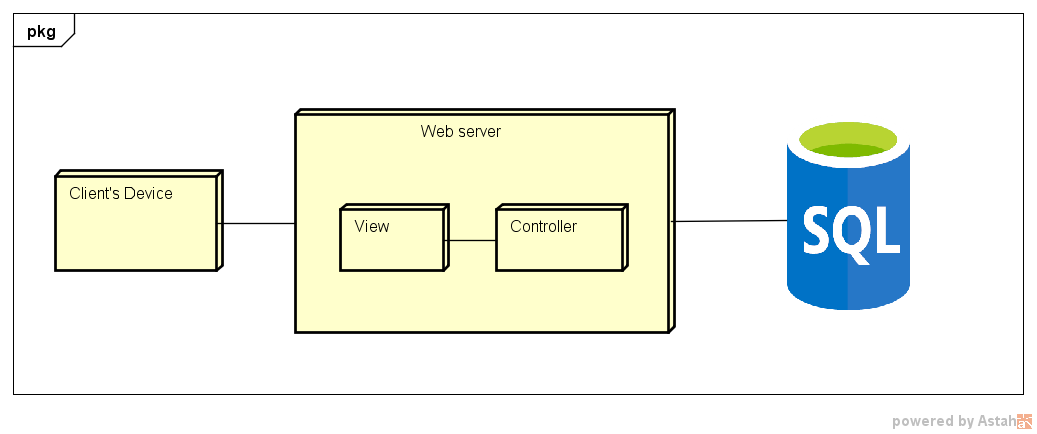 pkg
Web server
Client's Device
View
Controller
SQL
powered by Astah